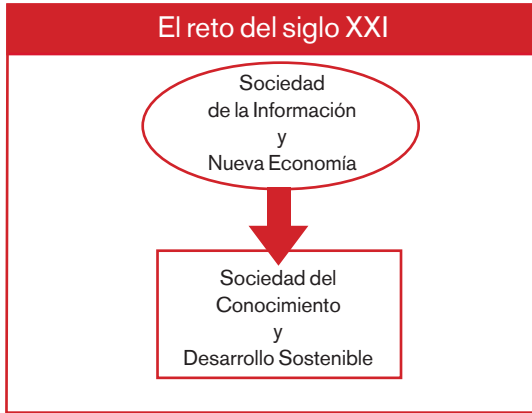 El reto del siglo XXI
Sociedad
de la Información
y
Nueva Economía
Sociedad del
Conocimiento
y
Desarrollo Sostenible